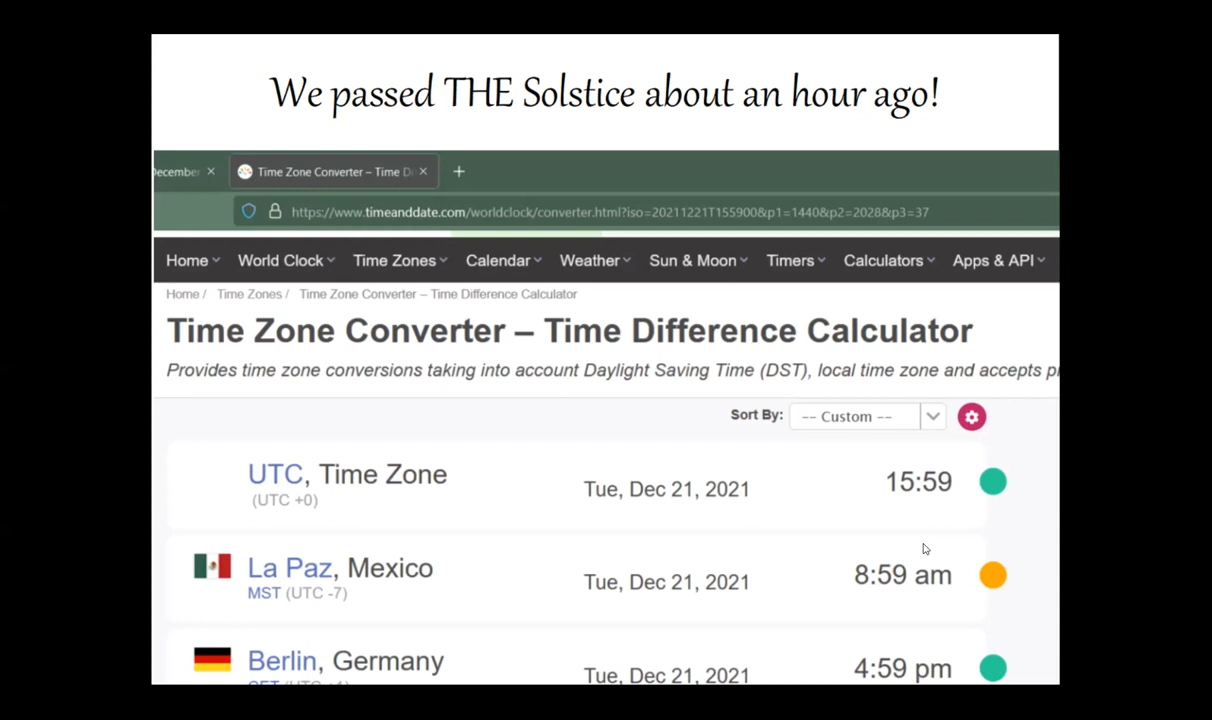 We passed THE Solstice about an hour ago!
December
Time Zone Converter – Time Di
https://www.timeanddate.com/worldclock/converter.html?iso=20211221T155900&p1=1440&p2=2028&p3=37
Home World Clock Time Zones Calendar Weather Sun & Moon Timers Calculators Apps & API
Home / Time Zones / Time Zone Converter – Time Difference Calculator
Time Zone Converter – Time Difference Calculator
Provides time zone conversions taking into account Daylight Saving Time (DST), local time zone and accepts
Sort By: -- Custom --
UTC, Time Zone Tue, Dec 21, 2021 15:59
(UTC +0)
La Paz, Mexico Tue, Dec 21, 2021 8:59 am
MST (UTC -7)
Berlin, Germany Tue, Dec 21, 2021 4:59 pm